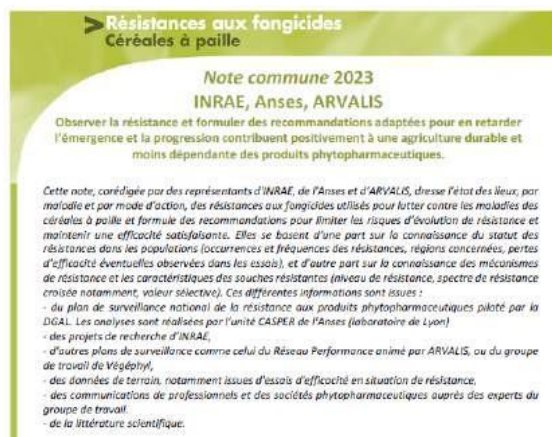 >Résistances aux fongicides
Céréales à paille
Note commune 2023
INRAE, Anses, ARVALIS
Observer la résistance et formuler des recommandations adaptées pour en retarder
l'émergence et la progression contribuent positivement à une agriculture durable et
moins dépendante des produits phytopharmaceutiques.
Cette note, corédigée par des représentants d'INRAE, de l'Anses et d'ARVALIS, dresse l'état des lieux, par
maladie et par mode d'action, des résistances aux fongicides utilisés pour lutter contre les maladies des
céréales à paille et formule des recommandations pour limiter les risques d'évolution de résistance et
maintenir une efficacité satisfaisante. Elles se basent d'une part sur la connaissance du statut des
résistances dans les populations (occurrences et fréquences des résistances, régions concernées, pertes
d'efficacité éventuelles observées dans les essais), et d'autre part sur la connaissance des mécanismes
de résistance et les caractéristiques des souches résistantes (niveau de résistance, spectre de résistance
croisée notamment, valeur sélective). Ces différentes informations sont issues :
- du plan de surveillance national de la résistance aux produits phytopharmaceutiques piloté par la
DGAL. Les analyses sont réalisées par l'unité CASPER de l'Anses (laboratoire de Lyon)
- des projets de recherche d'INRAE,
- d'autres plans de surveillance comme celui du Réseau Performance animé par ARVALIS, ou du groupe
de travail de Végéphyl,
- des données de terrain, notamment issues d'essais d'efficacité en situation de résistance,
- des communications de professionnels et des sociétés phytopharmaceutiques auprès des experts du
groupe de travail.
- de la littérature scientifique.